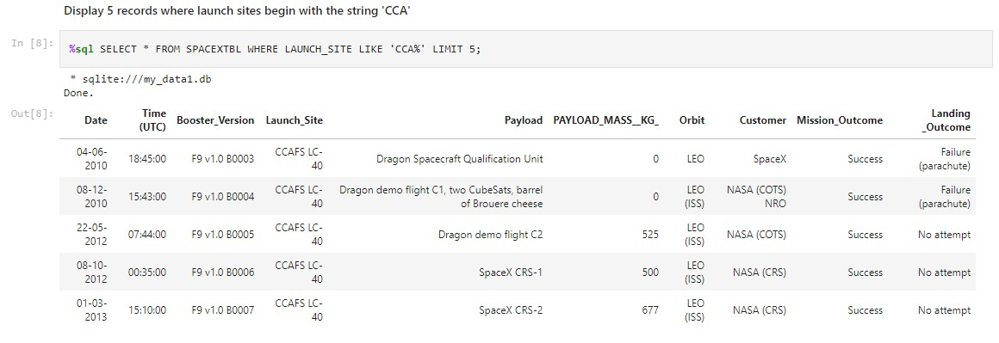 Display 5 records where launch sites begin with the string 'CCA'
In [8]: %sql SELECT * FROM SPACEXTBL WHERE LAUNCH_SITE LIKE 'CCA%' LIMIT 5;
* sqlite:///my_data1.db
Done.
Out[8]:
Date Time (UTC) Booster_Version Launch_Site Payload PAYLOAD_MASS__KG_ Orbit Customer Mission_Outcome Landing _Outcome
04-06-2010 18:45:00 F9 v1.0 B0003 CCAFS LC-40 Dragon Spacecraft Qualification Unit 0 LEO SpaceX Success Failure (parachute)
08-12-2010 15:43:00 F9 v1.0 B0004 CCAFS LC-40 Dragon demo flight C1, two CubeSats, barrel of Brouere cheese 0 LEO (ISS) NASA (COTS) NRO Success Failure (parachute)
22-05-2012 07:44:00 F9 v1.0 B0005 CCAFS LC-40 Dragon demo flight C2 525 LEO (ISS) NASA (COTS) Success No attempt
08-10-2012 00:35:00 F9 v1.0 B0006 CCAFS LC-40 SpaceX CRS-1 500 LEO (ISS) NASA (CRS) Success No attempt
01-03-2013 15:10:00 F9 v1.0 B0007 CCAFS LC-40 SpaceX CRS-2 677 LEO (ISS) NASA (CRS) Success No attempt